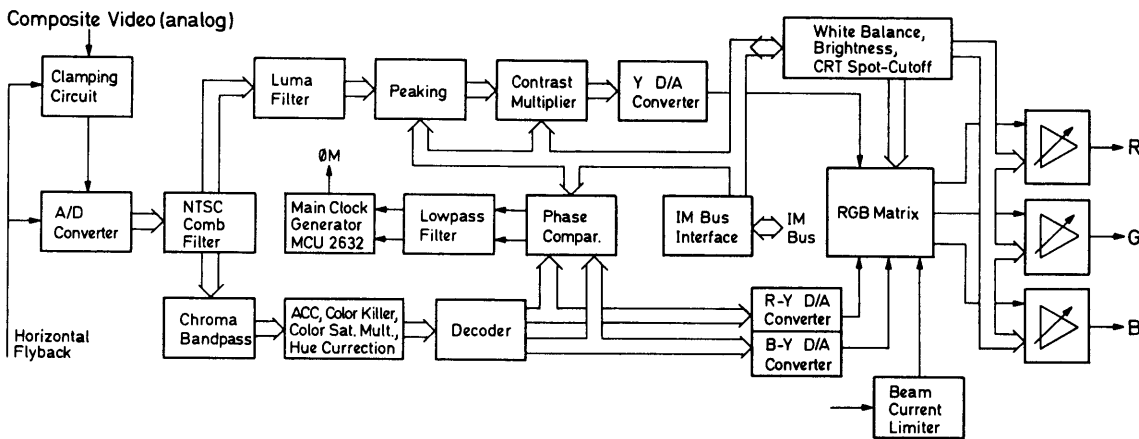 Composite Video (analog)
Clamping
Circuit
A/D
Converter
Horizontal
Flyback
NTSC
Comb
Filter
Luma
Filter
Peaking
Contrast
Multiplier
Y D/A
Converter
White Balance,
Brightness,
CRT Spot-Cutoff
ØM
Main Clock
Generator
MCU 2632
Lowpass
Filter
Phase
Compar.
IM Bus
Interface
IM
Bus
RGB Matrix
R
G
B
Chroma
Bandpass
ACC, Color Killer,
Color Sat. Mult.,
Hue Currection
Decoder
R-Y D/A
Converter
B-Y D/A
Converter
Beam
Current
Limiter